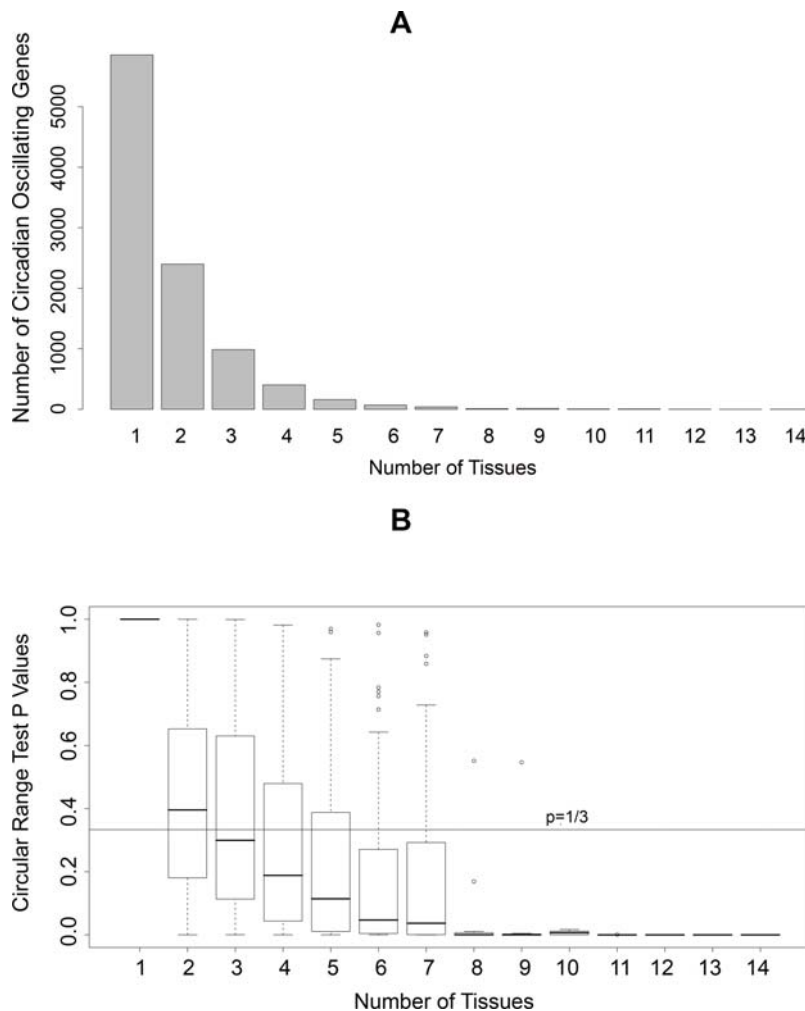 A
Number of Circadian Oscillating Genes
5000
4000
3000
2000
1000
0
1 2 3 4 5 6 7 8 9 10 11 12 13 14
Number of Tissues
B
Circular Range Test P Values
1.0
0.8
0.6
0.4
0.2
0.0
p=1/3
1 2 3 4 5 6 7 8 9 10 11 12 13 14
Number of Tissues